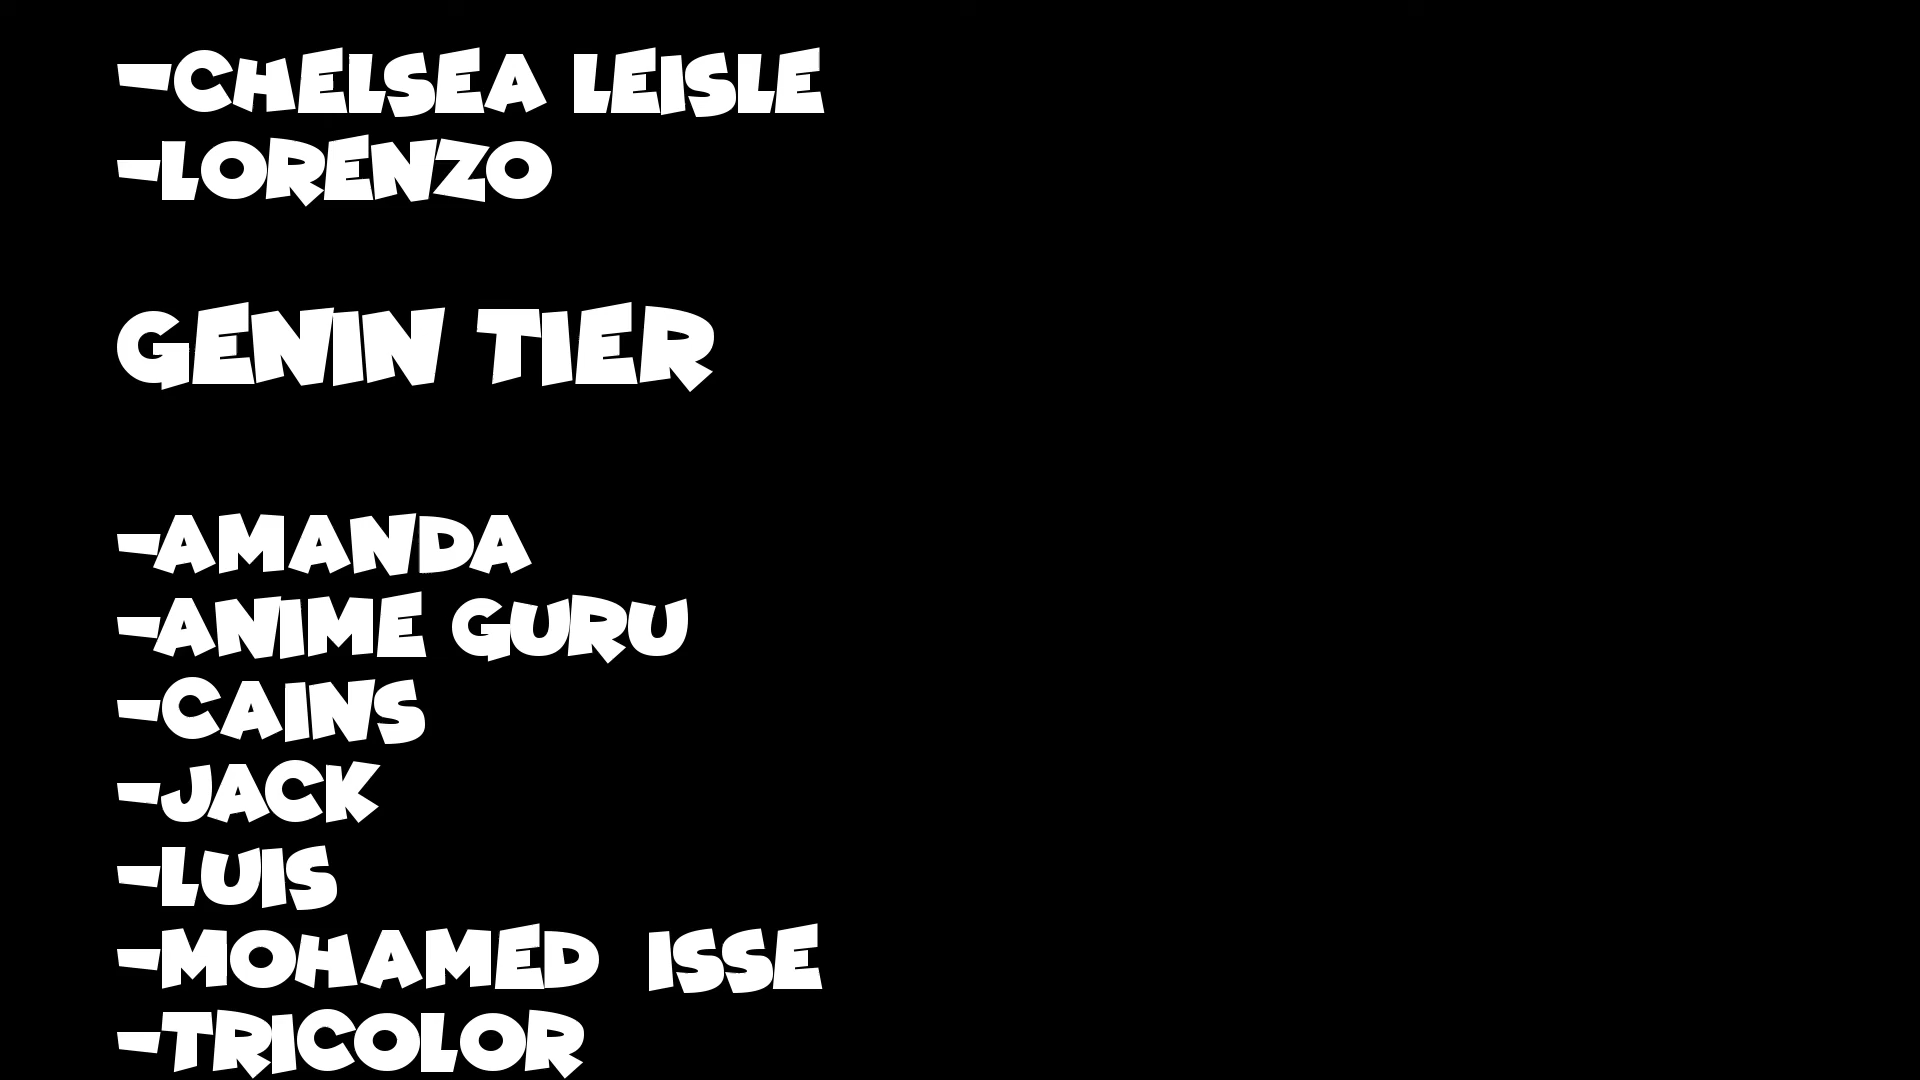 -CHELSEA LEISLE
-LORENZO
GENIN TIER
-AMANDA
-ANIME GURU
-CAINS
-JACK
-LUIS
-MOHAMED  ISSE
-TRICOLOR